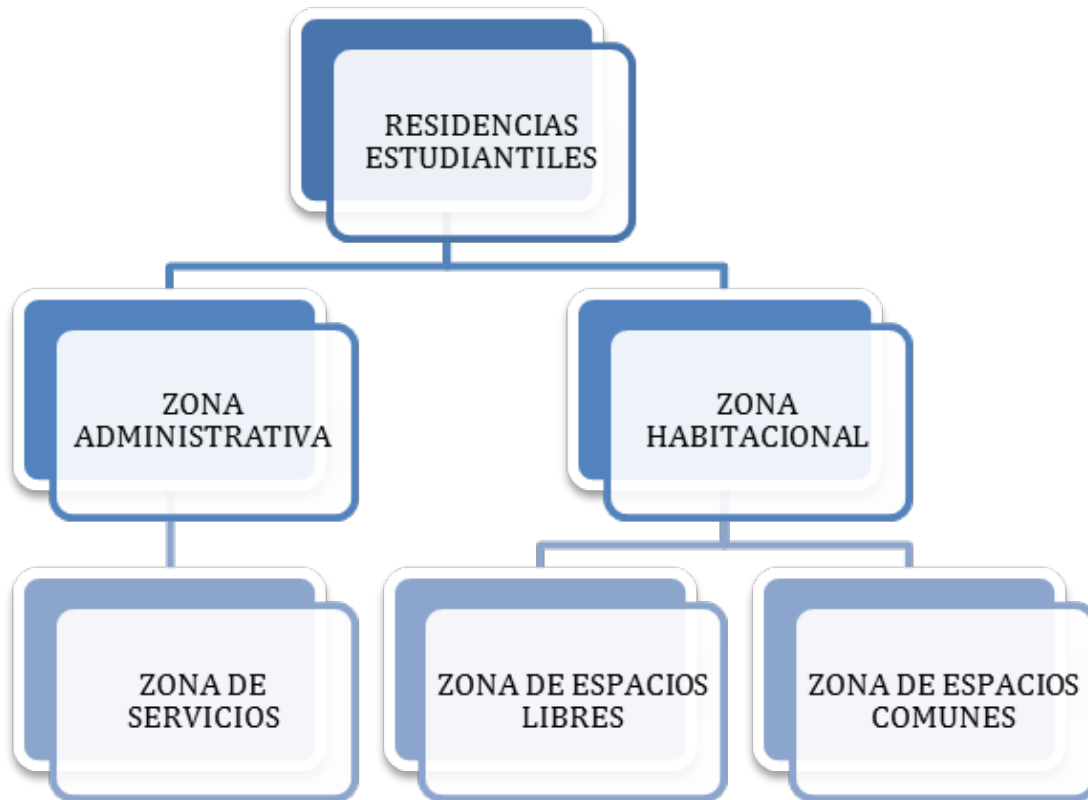 RESIDENCIAS
ESTUDIANTILES
ZONA
ADMINISTRATIVA
ZONA
HABITACIONAL
ZONA DE
SERVICIOS
ZONA DE ESPACIOS
LIBRES
ZONA DE ESPACIOS
COMUNES